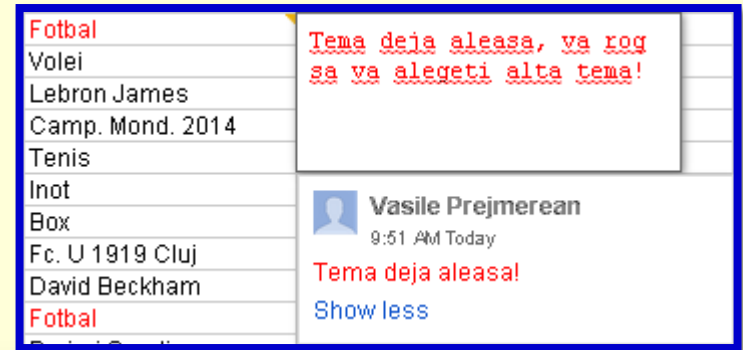 Fotbal
Volei
Lebron James
Camp. Mond. 2014
Tenis
Inot
Box
Fc. U 1919 Cluj
David Beckham
Fotbal
Tema deja aleasa, va rog
sa va alegeti alta tema!
Vasile Prejmerean
9:51 AM Today
Tema deja aleasa!
Show less